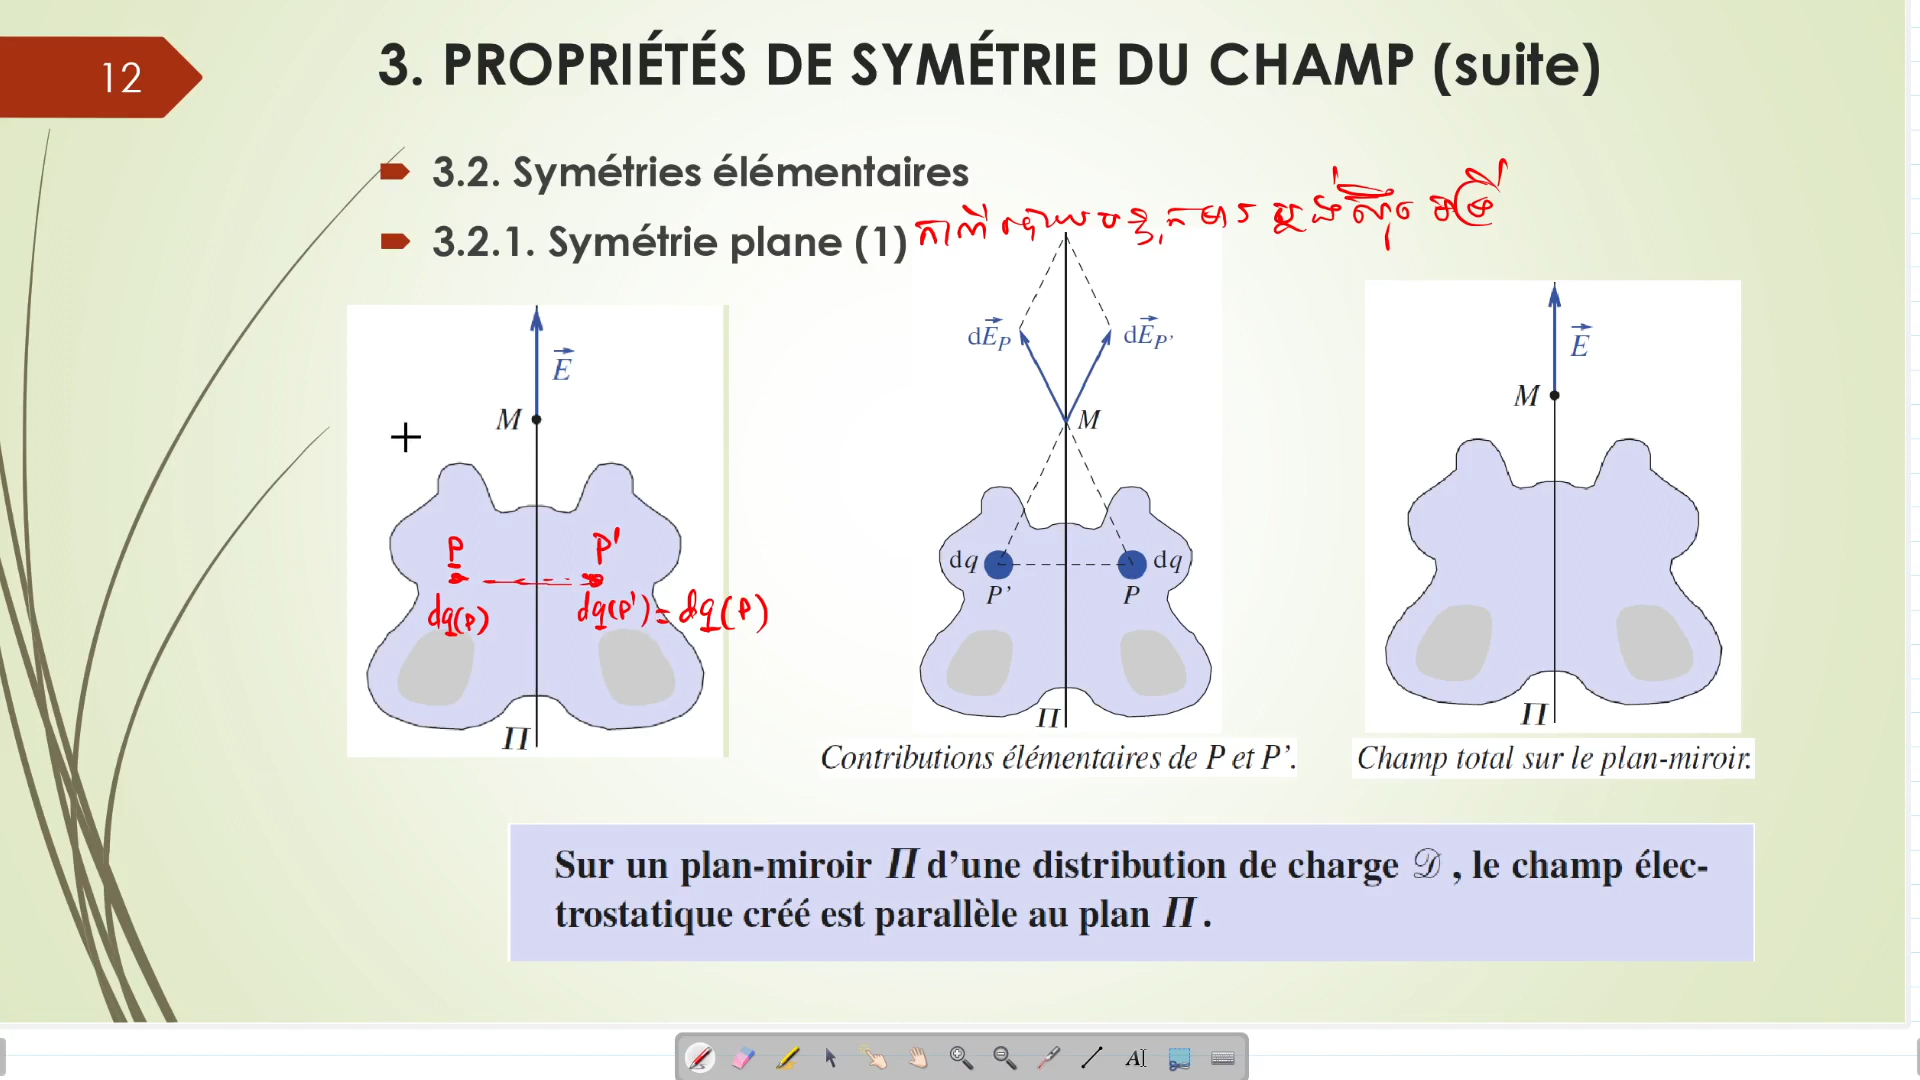 12
3. PROPRIÉTÉS DE SYMÉTRIE DU CHAMP (suite)
3.2. Symétries élémentaires
3.2.1. Symétrie plane (1)
E
M
P
P'
dq(P)
dq(P') = dq(P)
Π
dE_P
dE_P'
M
dq
dq
P'
P
Π
Contributions élémentaires de P et P'.
E
M
Π
Champ total sur le plan-miroir.
Sur un plan-miroir Π d'une distribution de charge 𝒟 , le champ élec-
trostatique créé est parallèle au plan Π .
AI